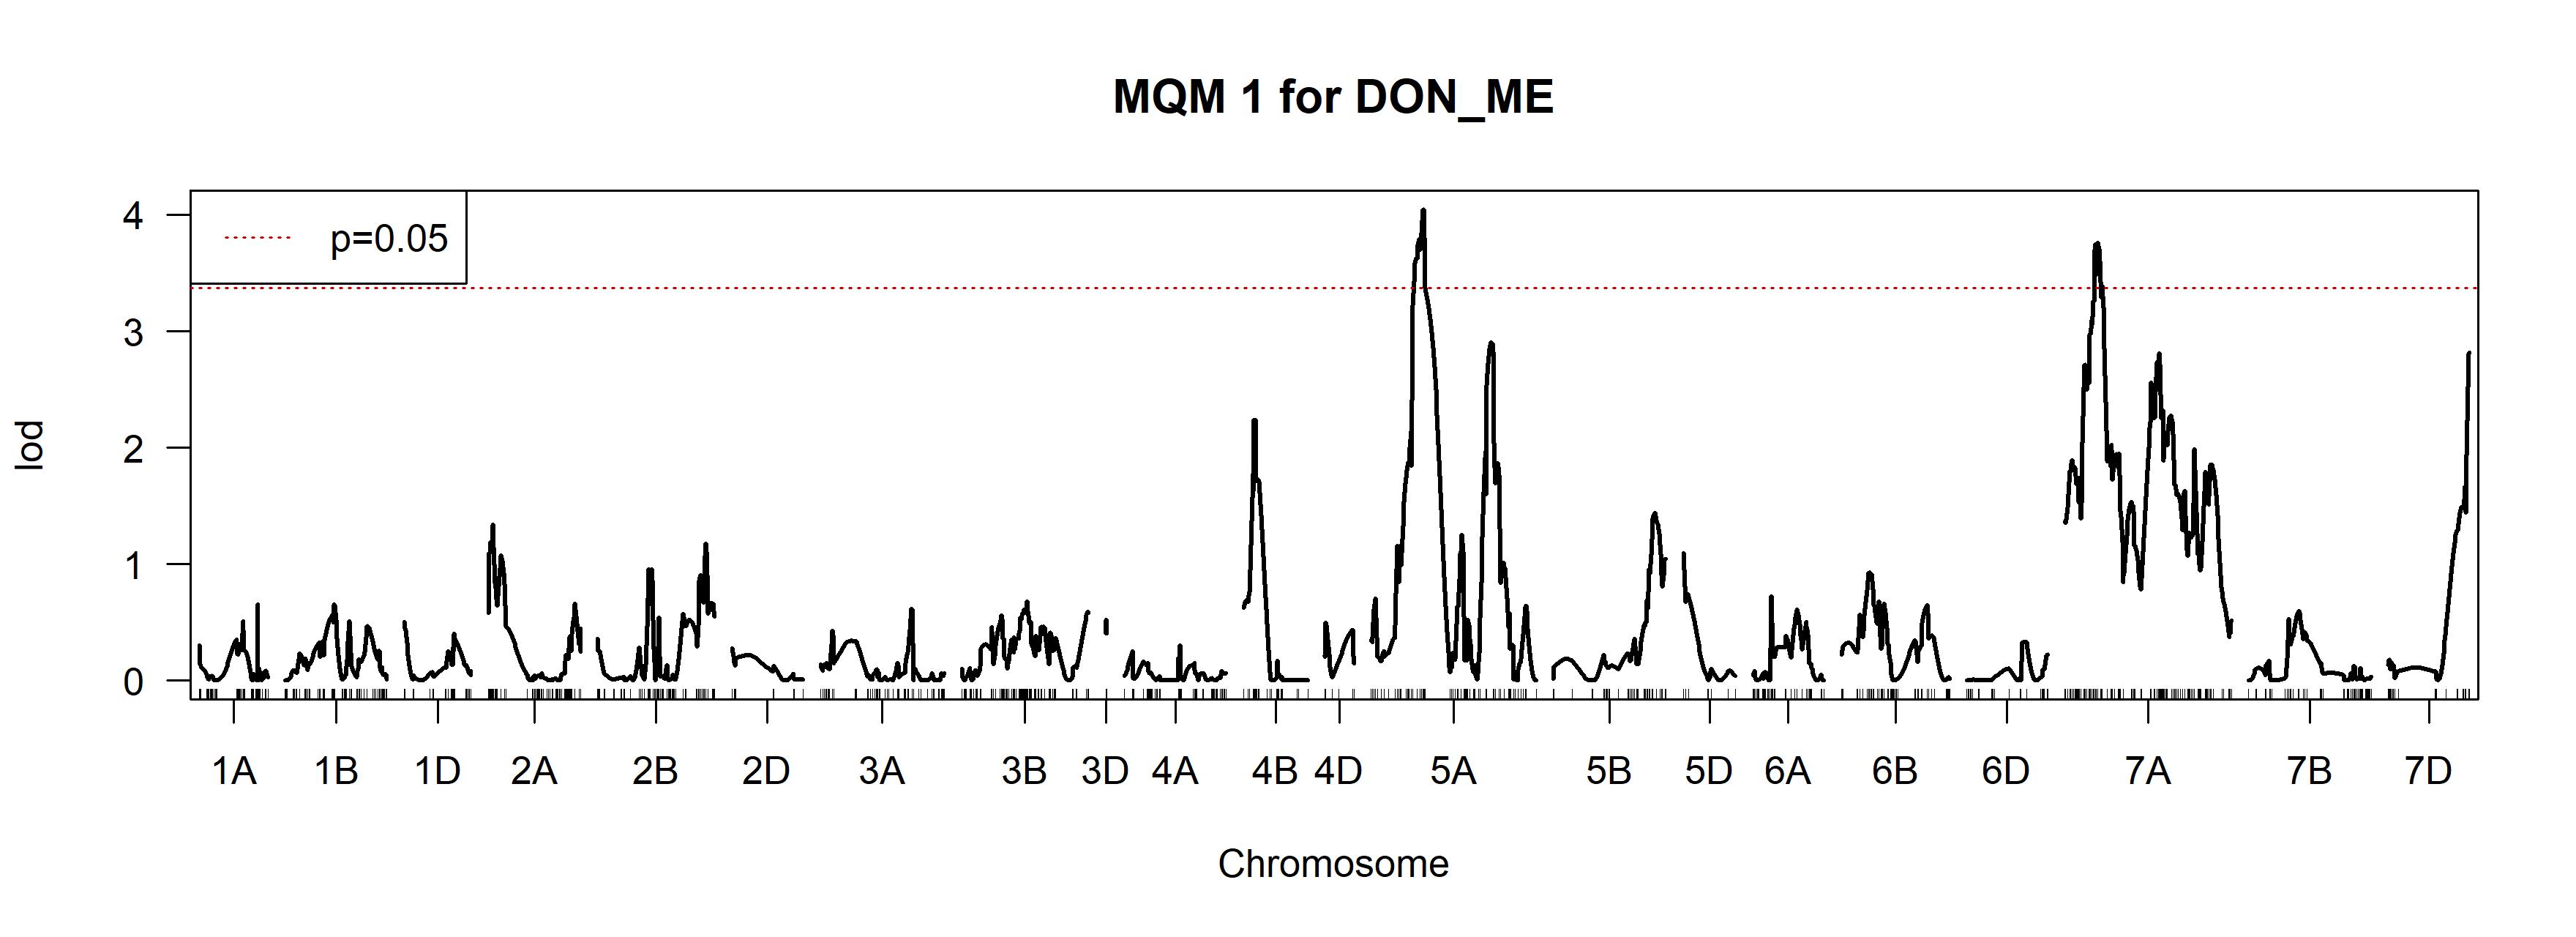 MQM 1 for DON_ME
p=0.05
4
3
2
1
0
lod
1A 1B 1D 2A 2B 2D 3A 3B 3D 4A 4B 4D 5A 5B 5D 6A 6B 6D 7A 7B 7D
Chromosome